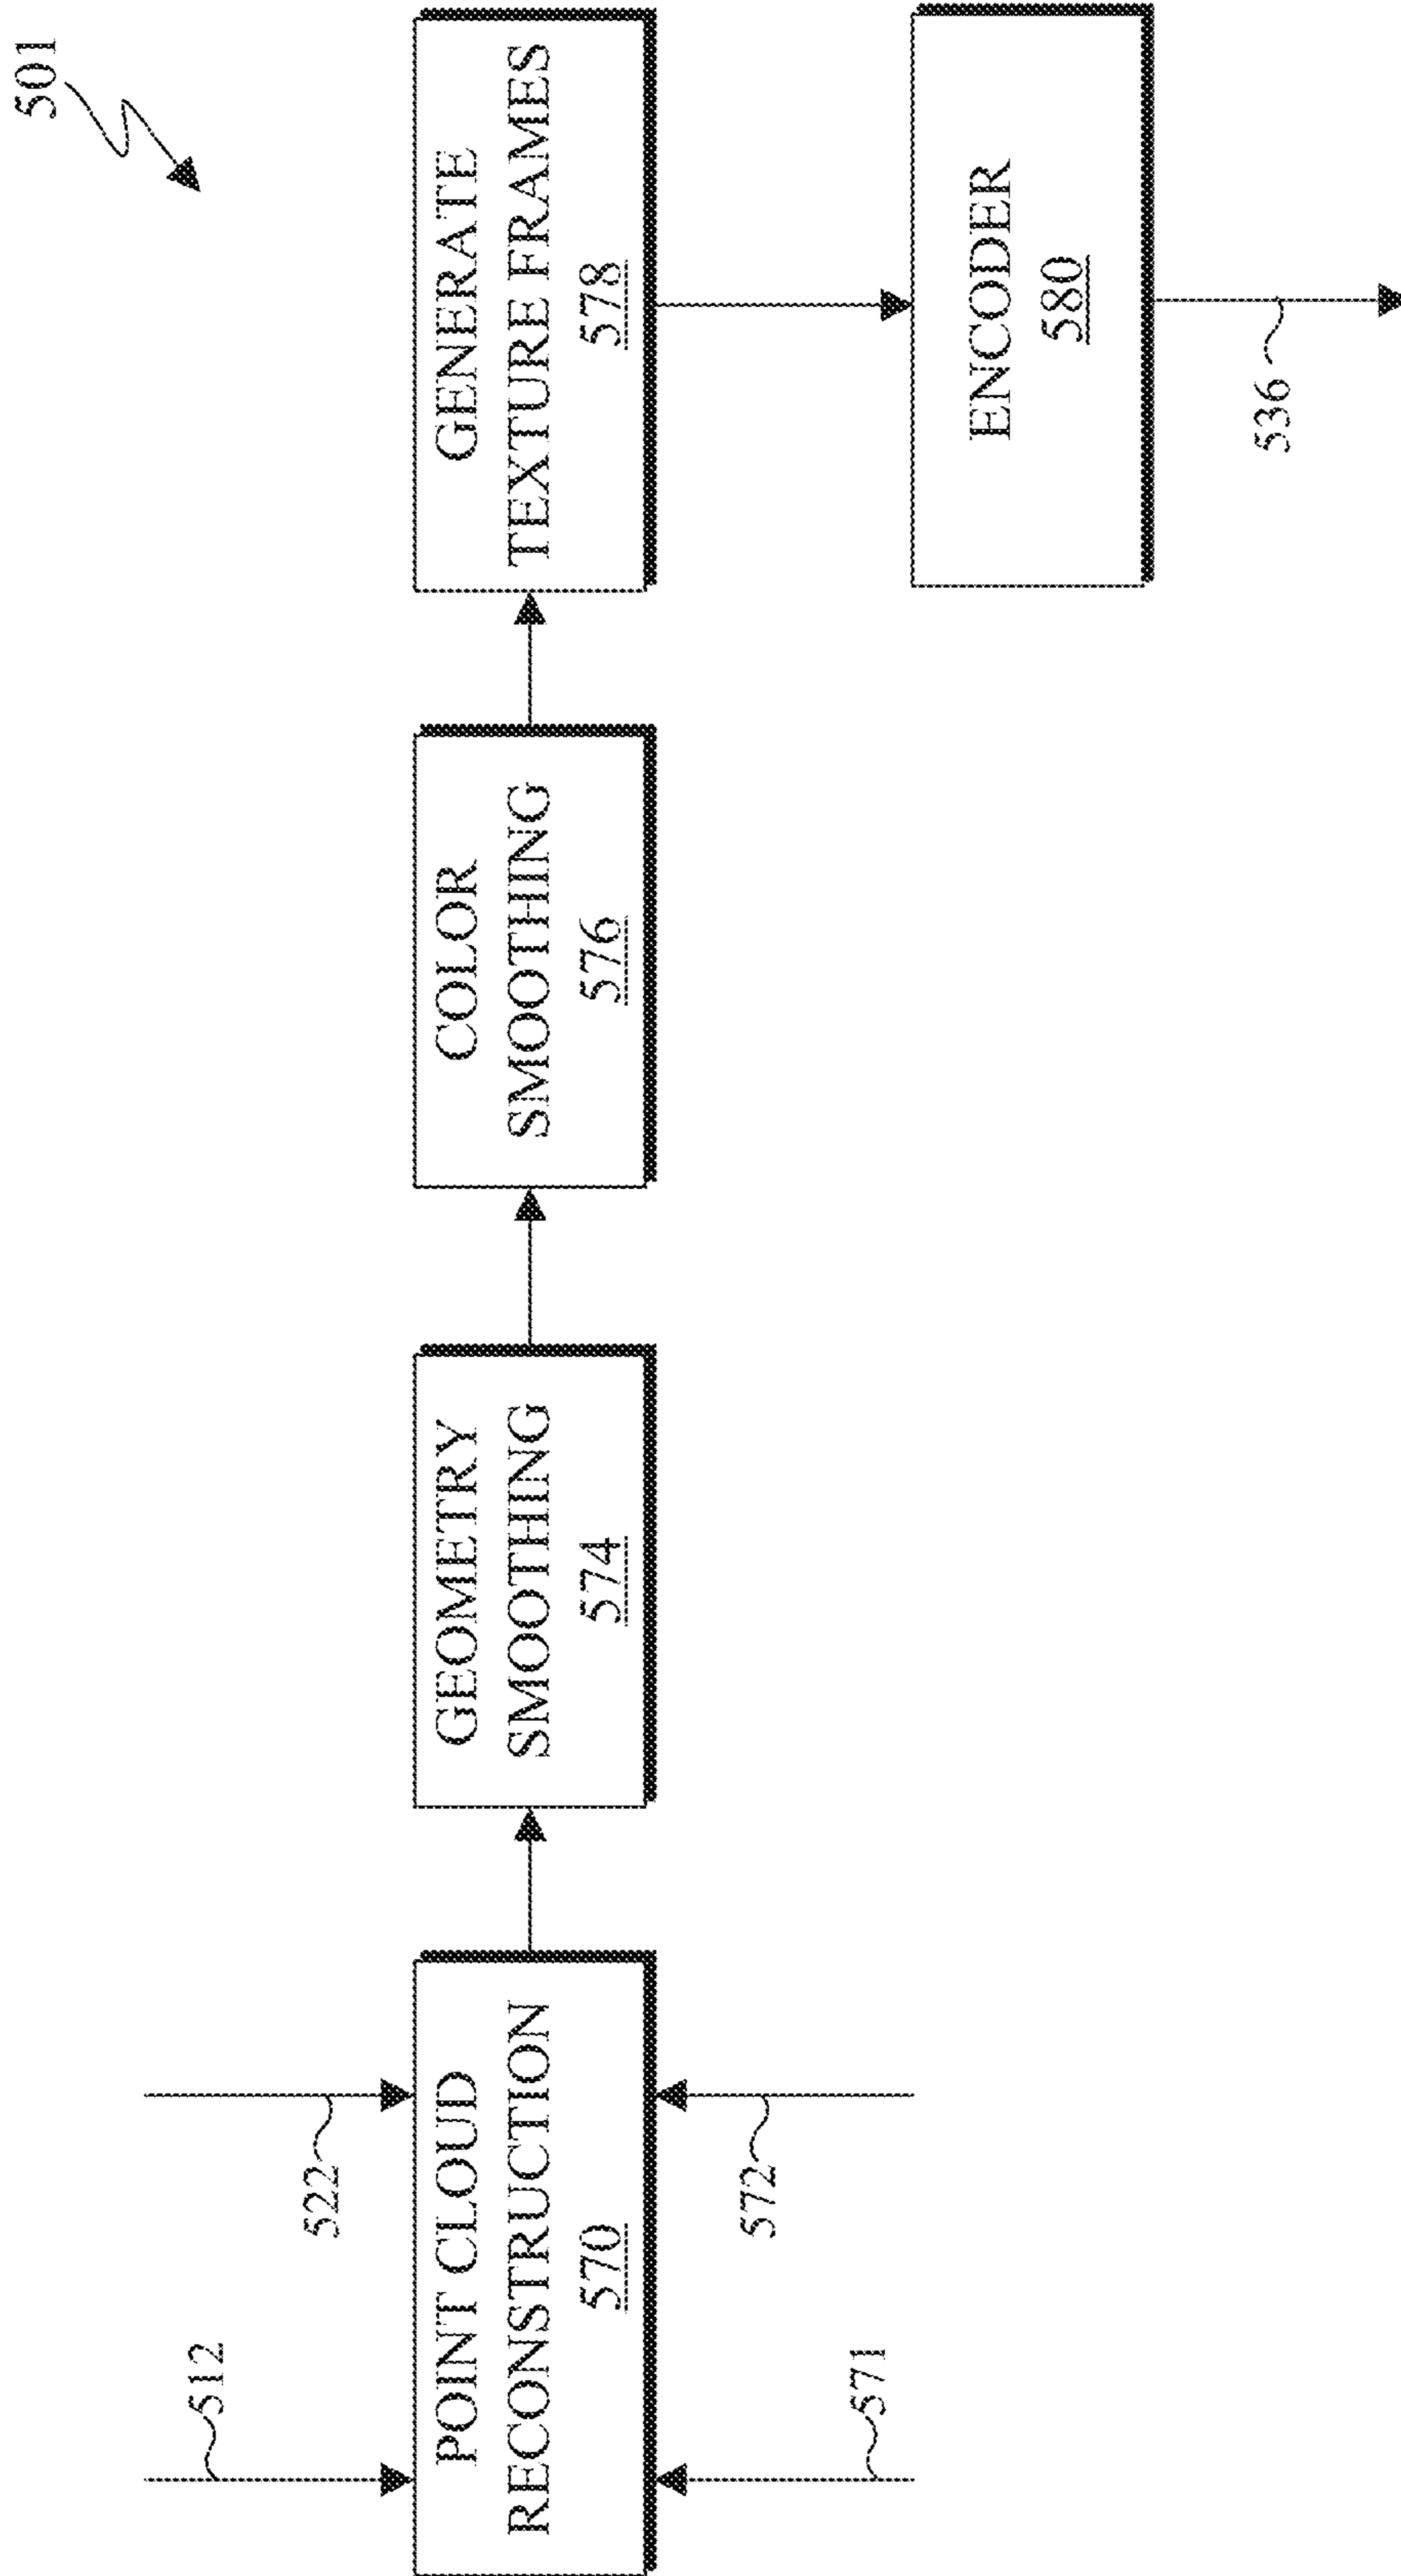 501
512
522
POINT CLOUD
RECONSTRUCTION
570
571
572
GEOMETRY
SMOOTHING
574
COLOR
SMOOTHING
576
GENERATE
TEXTURE FRAMES
578
ENCODER
580
536